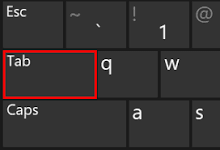 Esc ~ ` ! 1 @
Tab q w
Caps a s